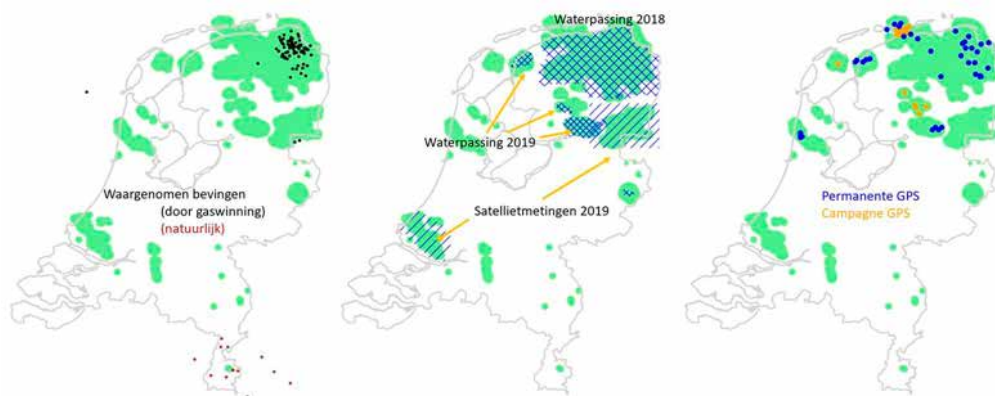 Waargenomen bevingen
(door gaswinning)
(natuurlijk)
Waterpassing 2018
Waterpassing 2019
Satellietmetingen 2019
Permanente GPS
Campagne GPS